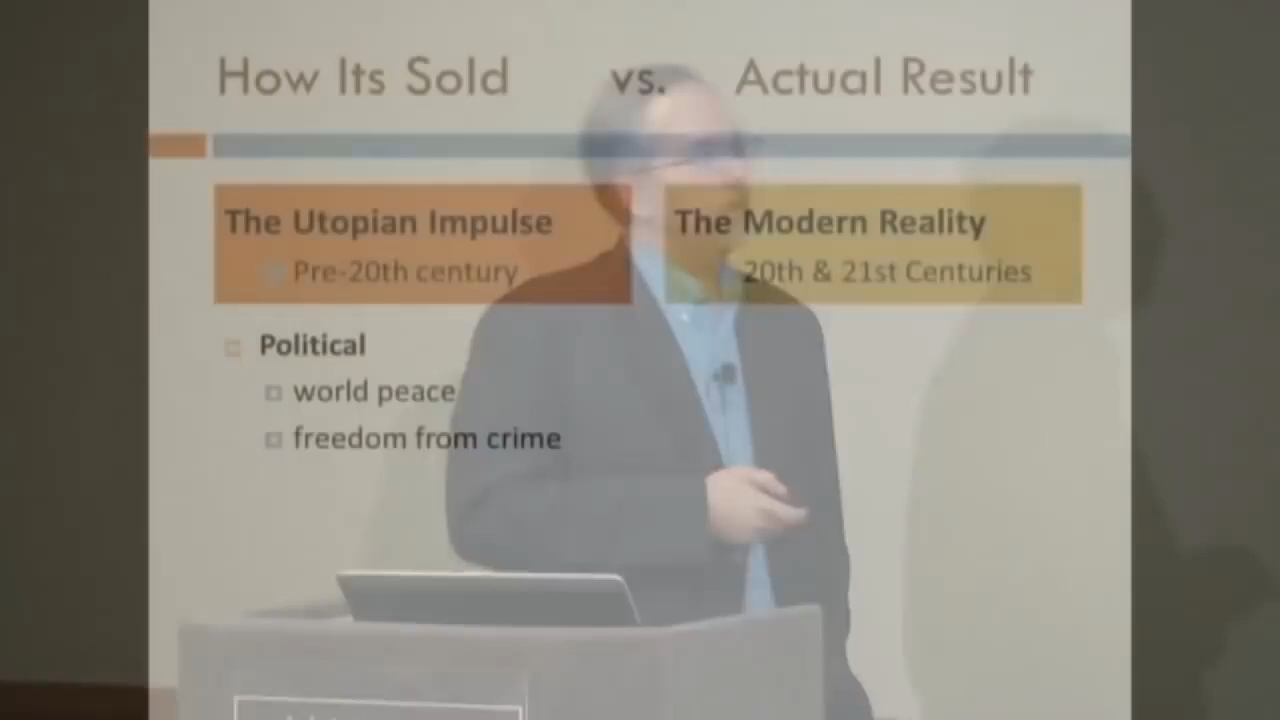 How Its Sold vs. Actual Result
The Utopian Impulse
Pre-20th century
The Modern Reality
20th & 21st Centuries
Political
world peace
freedom from crime